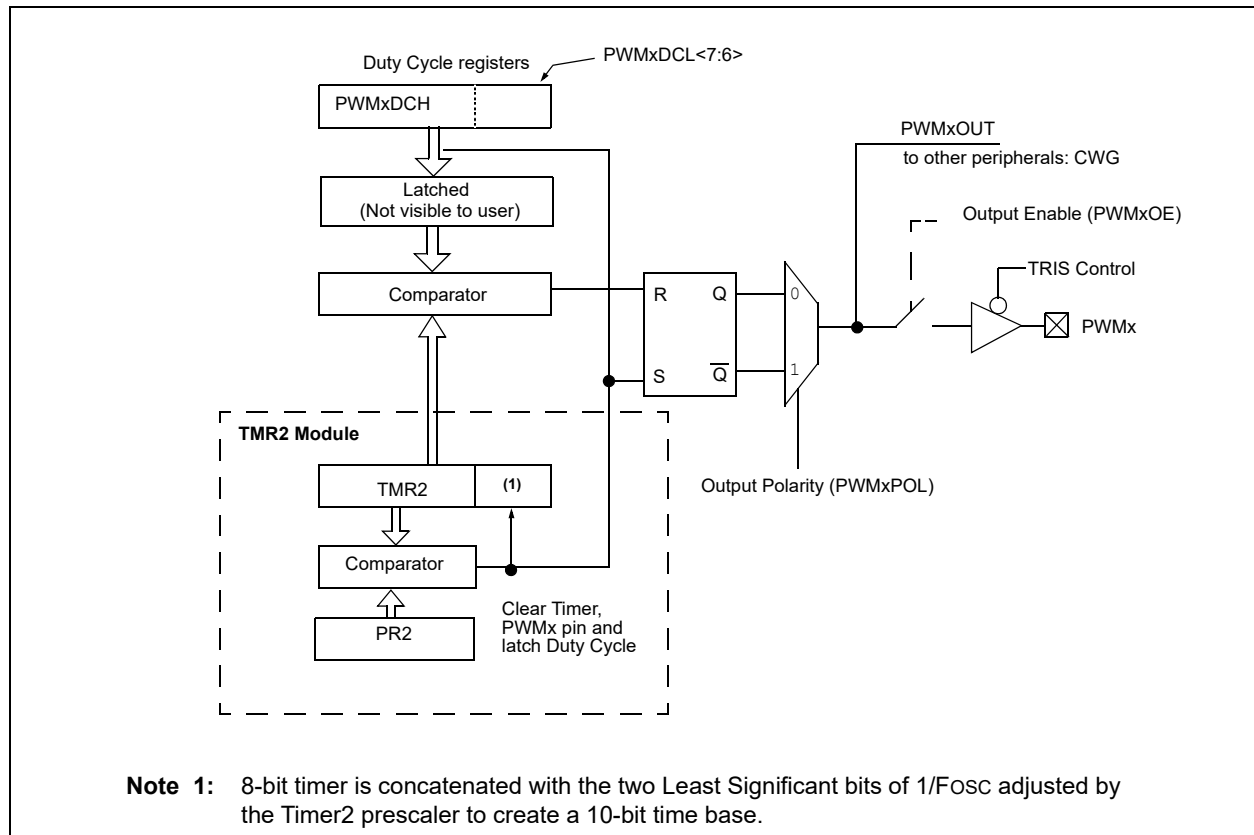 Duty Cycle registers
PWMxDCL<7:6>
PWMxDCH
Latched
(Not visible to user)
Comparator
R
Q
S
Q̅
0
1
PWMxOUT
to other peripherals: CWG
Output Enable (PWMxOE)
TRIS Control
PWMx
Output Polarity (PWMxPOL)
TMR2 Module
TMR2
(1)
Comparator
PR2
Clear Timer,
PWMx pin and
latch Duty Cycle
Note 1: 8-bit timer is concatenated with the two Least Significant bits of 1/FOSC adjusted by
the Timer2 prescaler to create a 10-bit time base.